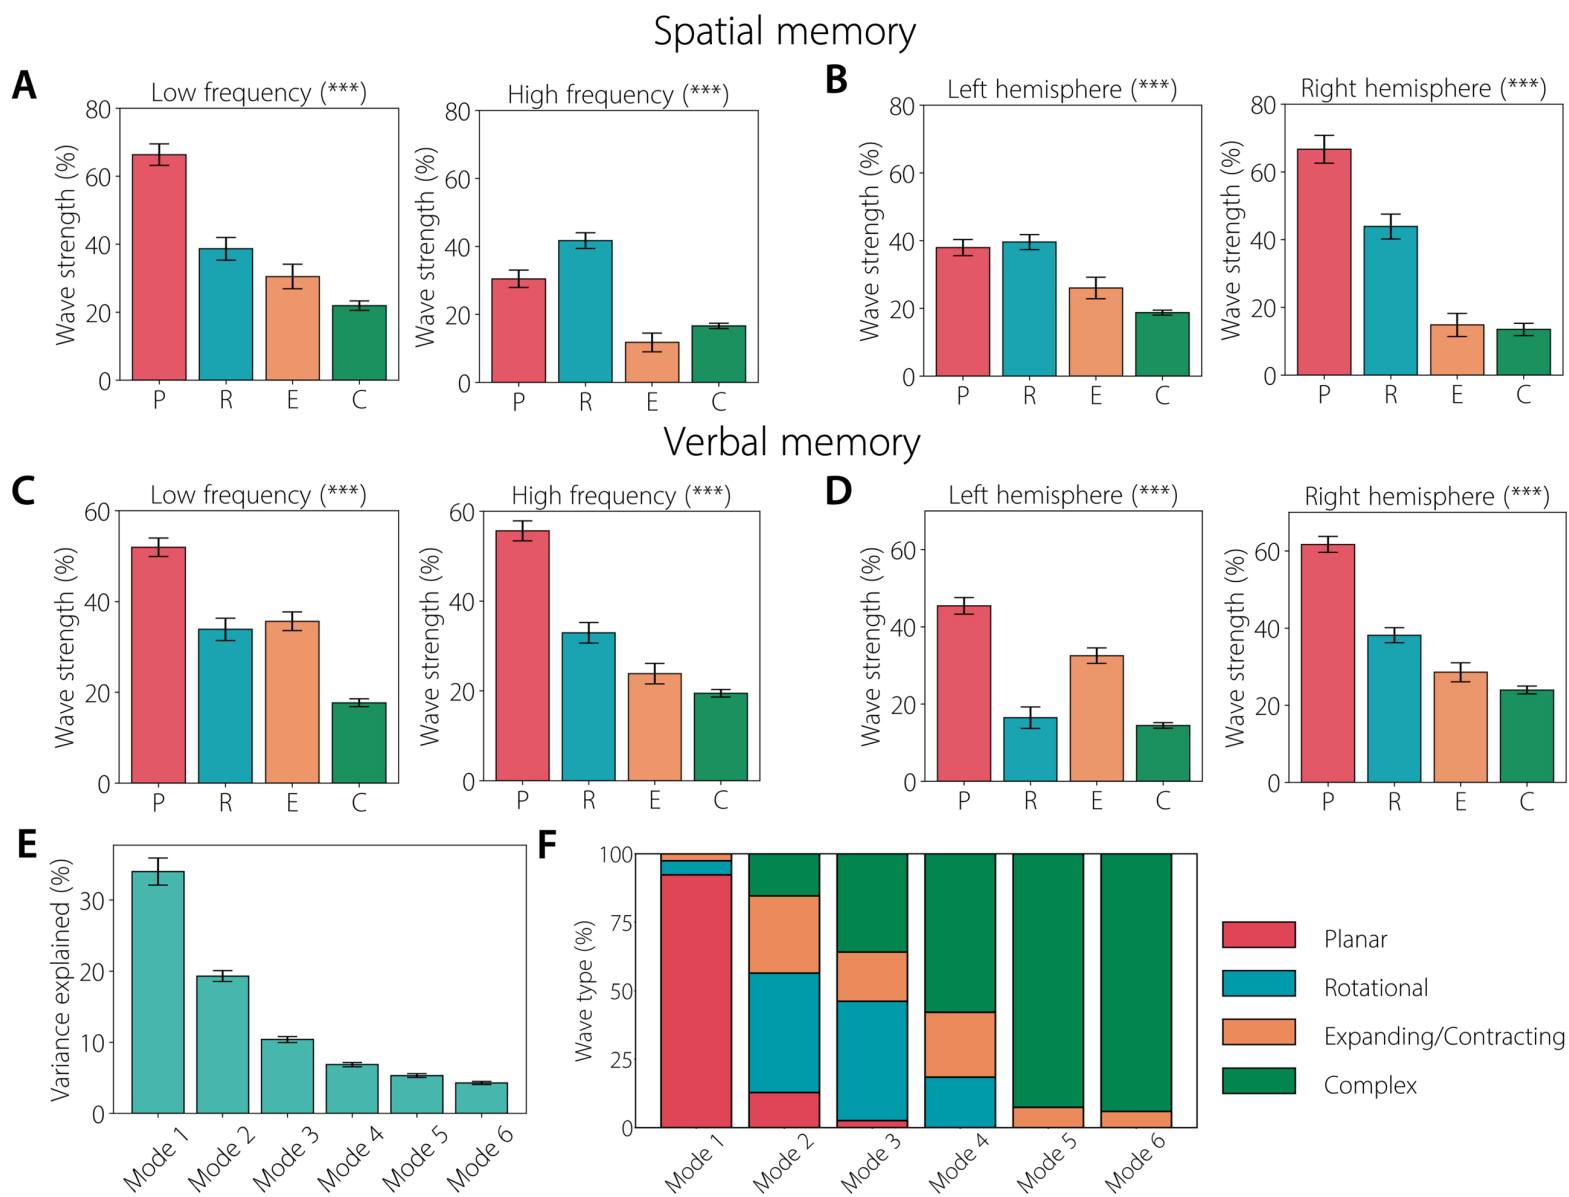 Spatial memory
A
Low frequency (***)
Wave strength (%)
80
60
40
20
0
P R E C
High frequency (***)
Wave strength (%)
80
60
40
20
0
P R E C
B
Left hemisphere (***)
Wave strength (%)
80
60
40
20
0
P R E C
Right hemisphere (***)
Wave strength (%)
80
60
40
20
0
P R E C
Verbal memory
C
Low frequency (***)
Wave strength (%)
60
40
20
0
P R E C
High frequency (***)
Wave strength (%)
60
40
20
0
P R E C
D
Left hemisphere (***)
Wave strength (%)
60
40
20
0
P R E C
Right hemisphere (***)
Wave strength (%)
60
40
20
0
P R E C
E
Variance explained (%)
30
20
10
0
Mode 1 Mode 2 Mode 3 Mode 4 Mode 5 Mode 6
F
Wave type (%)
100
75
50
25
0
Mode 1 Mode 2 Mode 3 Mode 4 Mode 5 Mode 6
Planar
Rotational
Expanding/Contracting
Complex